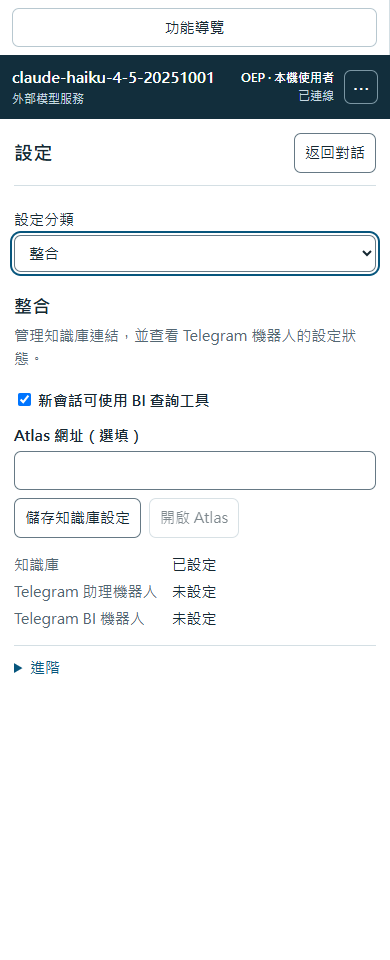 功能導覽
claude-haiku-4-5-20251001
外部模型服務
OEP · 本機使用者
已連線
...
設定
返回對話
設定分類
整合
整合
管理知識庫連結，並查看 Telegram 機器人的設定狀
態。
新會話可使用 BI 查詢工具
Atlas 網址（選填）
儲存知識庫設定
開啟 Atlas
知識庫 已設定
Telegram 助理機器人 未設定
Telegram BI 機器人 未設定
進階